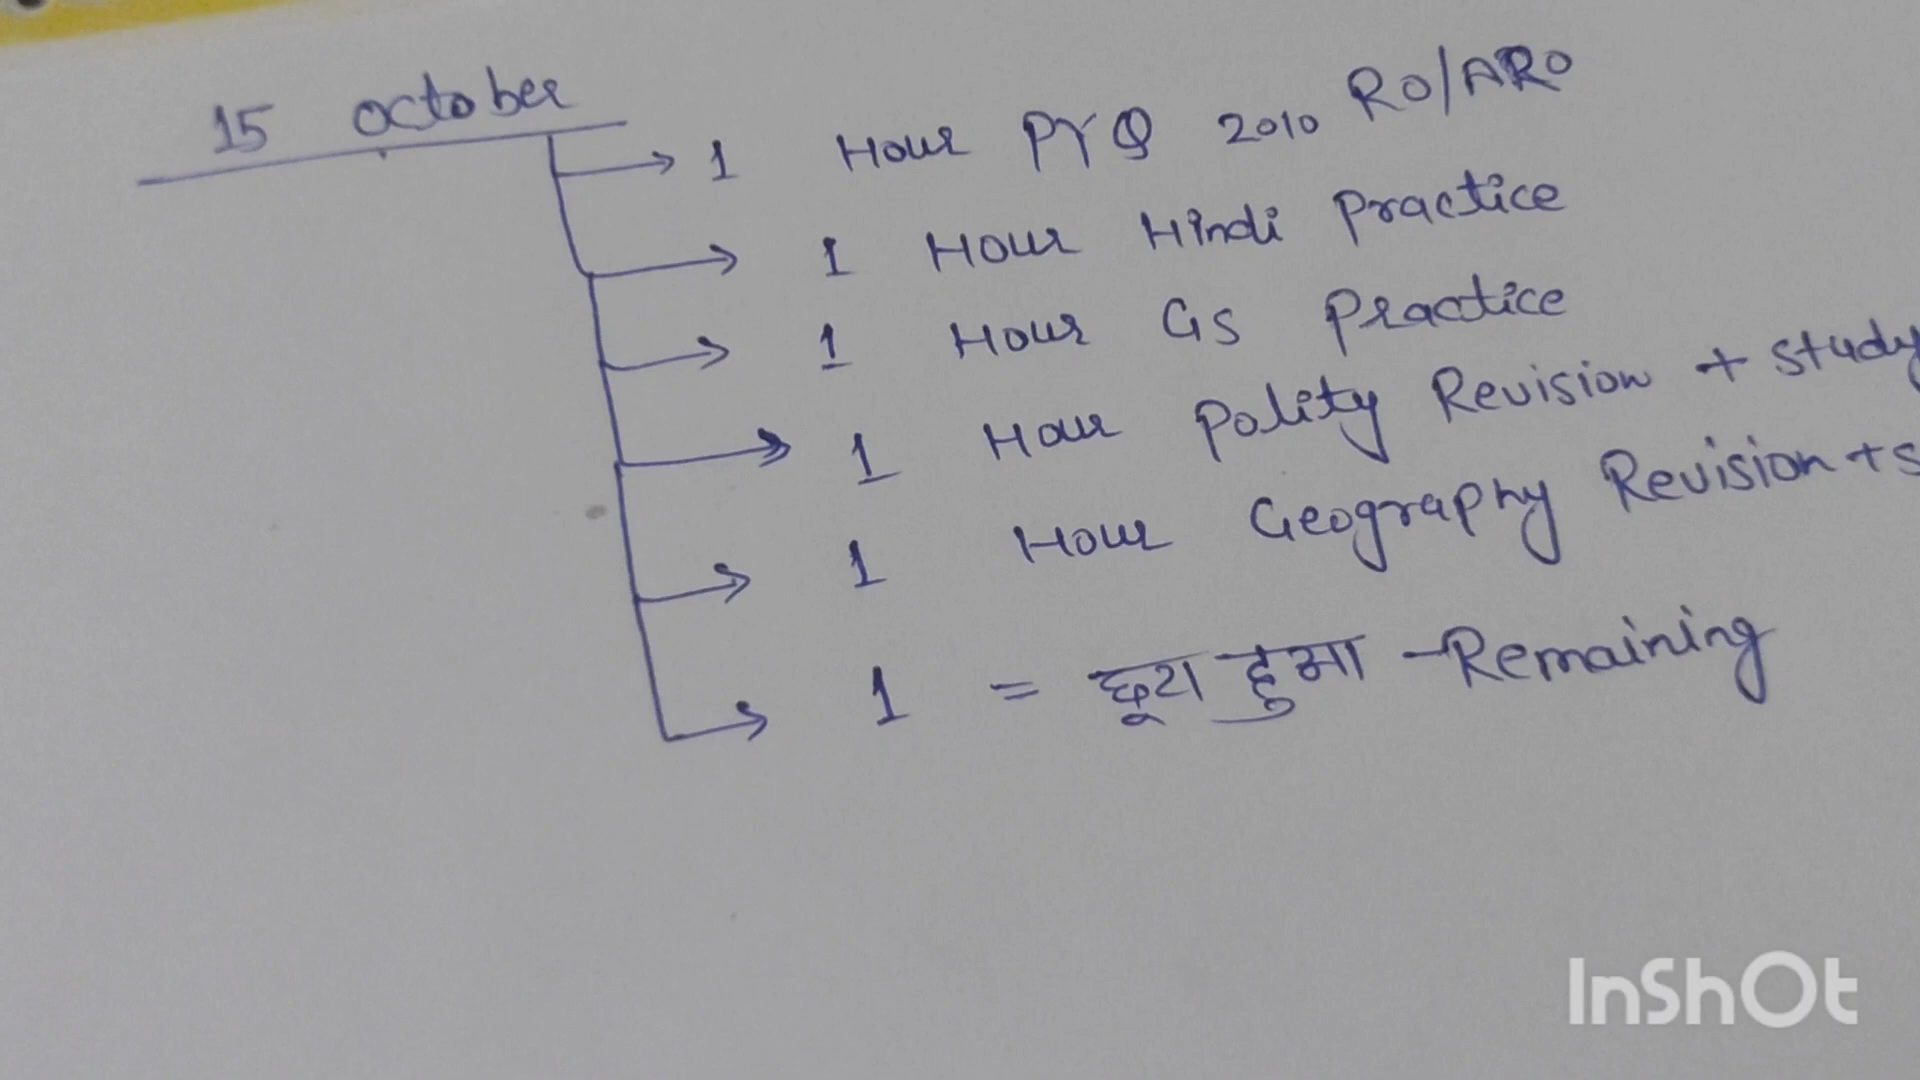 15 october
1 Hour PYQ 2010 RO/ARO
1 Hour Hindi practice
1 Hour GS practice
1 Hour polity Revision + study
1 Hour Geography Revision + s
1 = छूटा हुआ - Remaining
InShOt